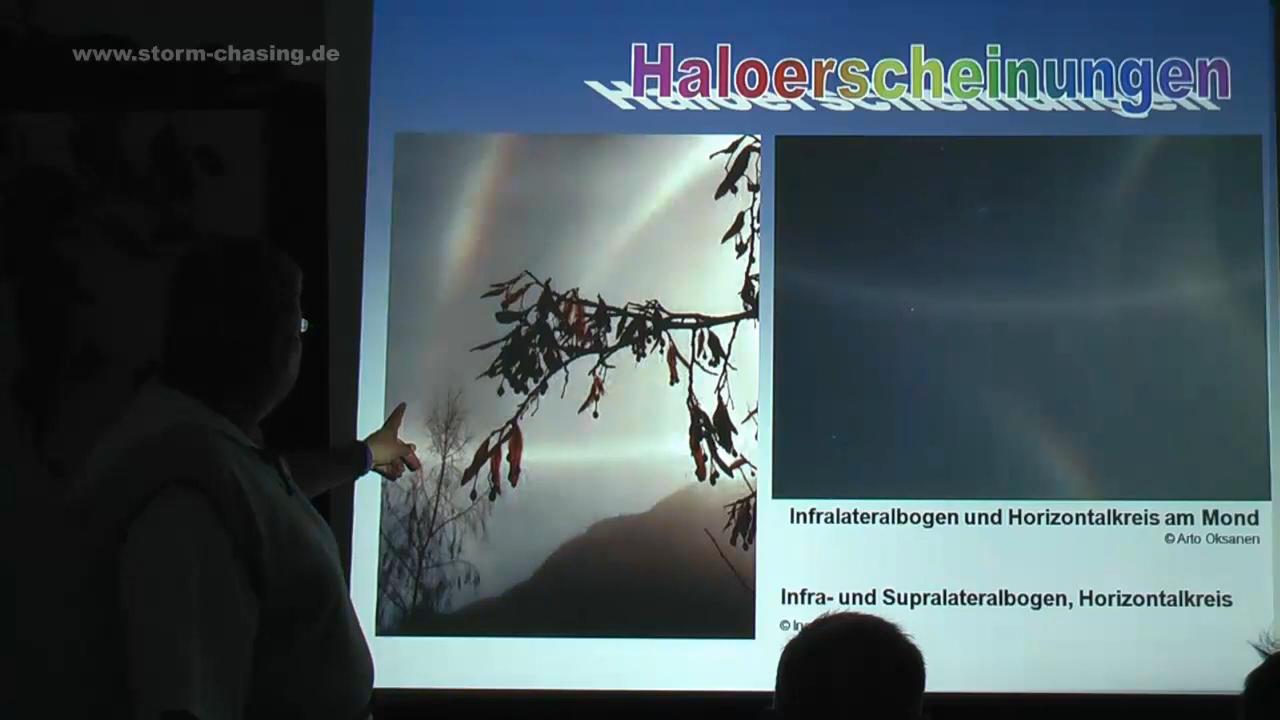 www.storm-chasing.de
Haloerscheinungen
Infralateralbogen und Horizontalkreis am Mond
© Arto Oksanen
Infra- und Supralateralbogen, Horizontalkreis
©